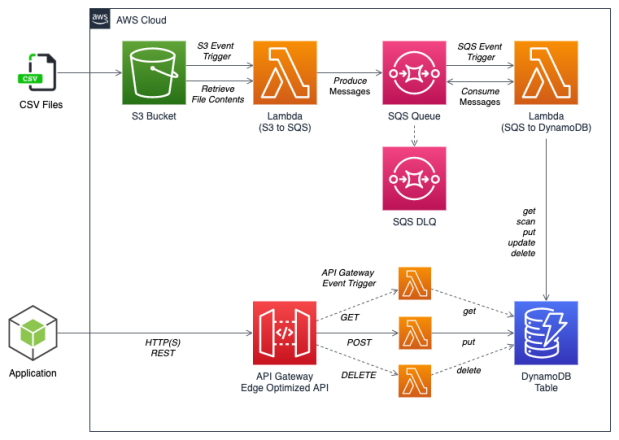 aws
AWS Cloud
S3 Event
Trigger
SQS Event
Trigger
CSV
Retrieve
File Contents
Produce
Messages
Consume
Messages
CSV Files
S3 Bucket
Lambda
(S3 to SQS)
SQS Queue
Lambda
(SQS to DynamoDB)
SQS DLQ
get
scan
put
update
delete
API Gateway
Event Trigger
GET
get
HTTP(S)
REST
POST
put
DELETE
delete
Application
API Gateway
Edge Optimized API
DynamoDB
Table